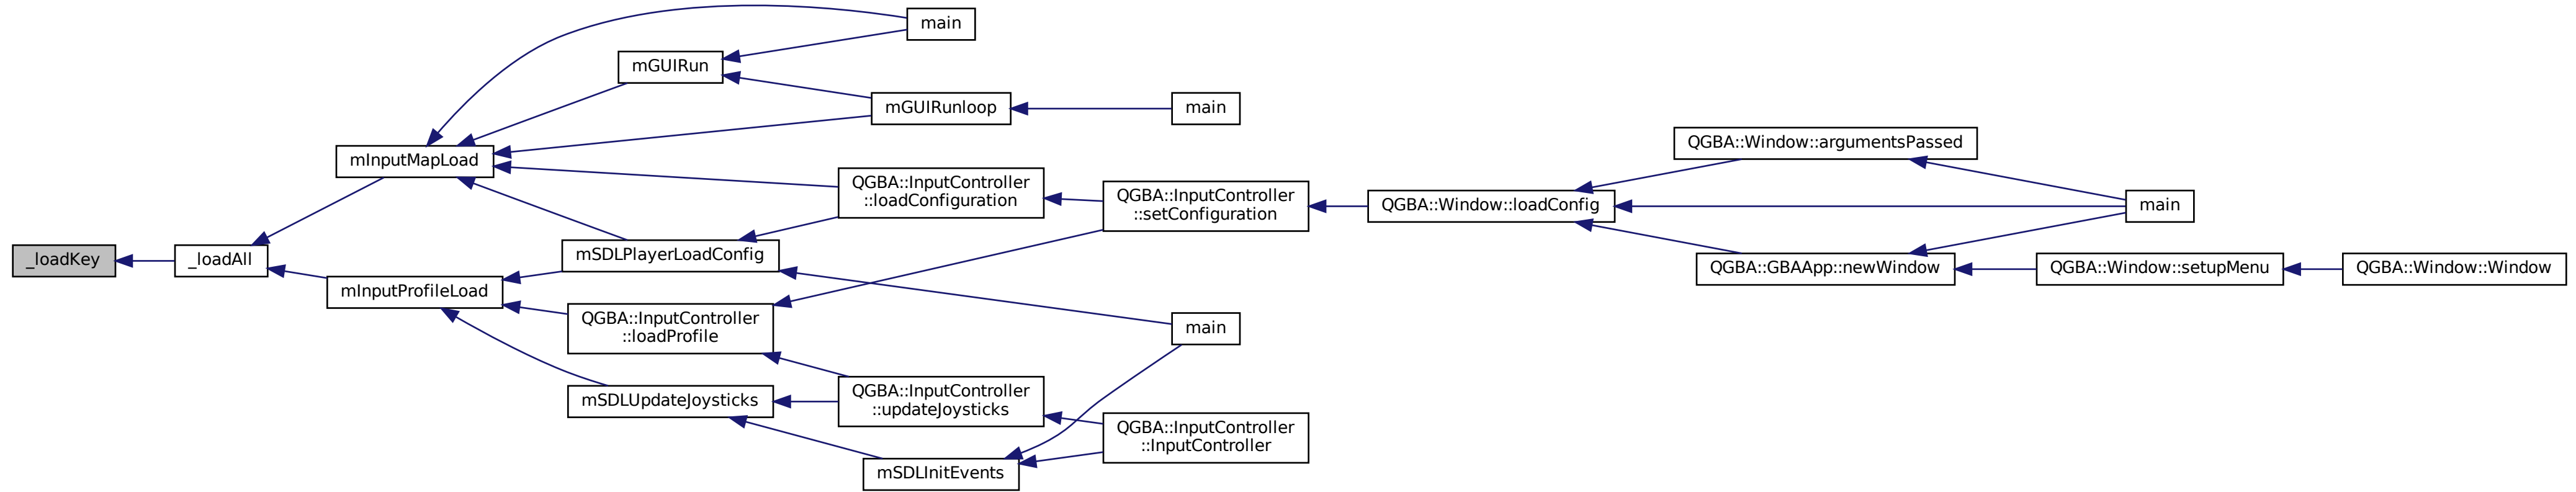 _loadKey
_loadAll
mInputMapLoad
mInputProfileLoad
main
mGUIRun
mGUIRunloop
main
QGBA::InputController
::loadConfiguration
mSDLPlayerLoadConfig
QGBA::InputController
::loadProfile
mSDLUpdateJoysticks
QGBA::InputController
::setConfiguration
main
QGBA::InputController
::updateJoysticks
QGBA::InputController
::InputController
mSDLInitEvents
QGBA::Window::loadConfig
QGBA::Window::argumentsPassed
main
QGBA::GBAApp::newWindow
QGBA::Window::setupMenu
QGBA::Window::Window